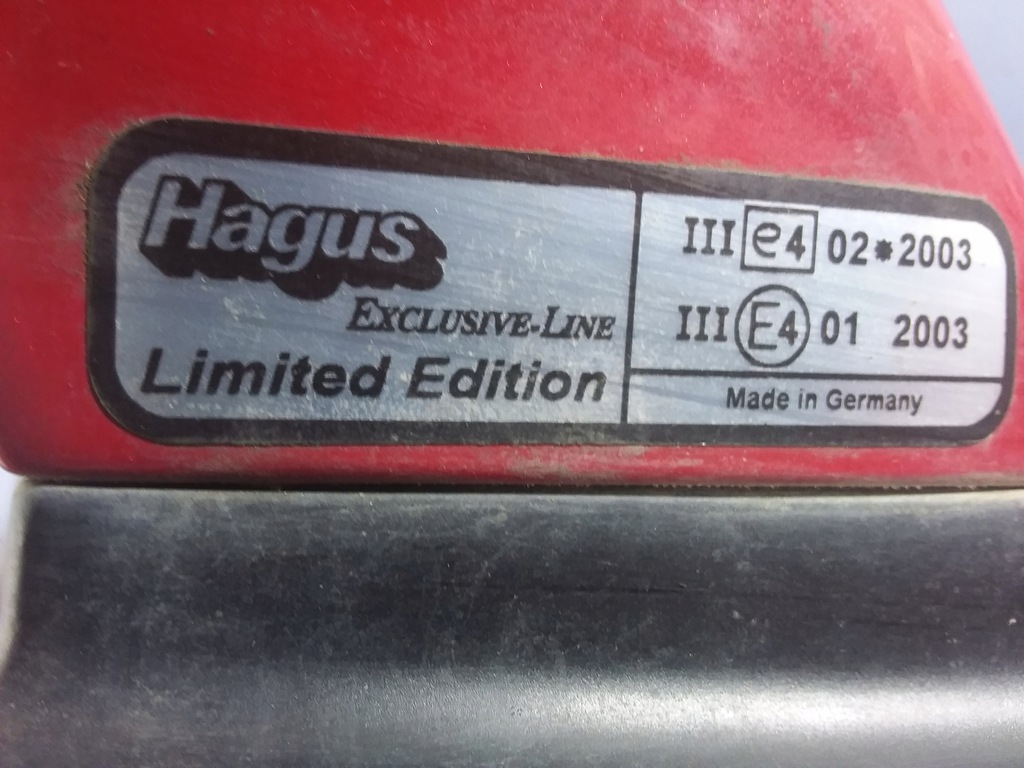 Hagus
EXCLUSIVE-LINE
Limited Edition
III e4 02*2003
III E4 01 2003
Made in Germany